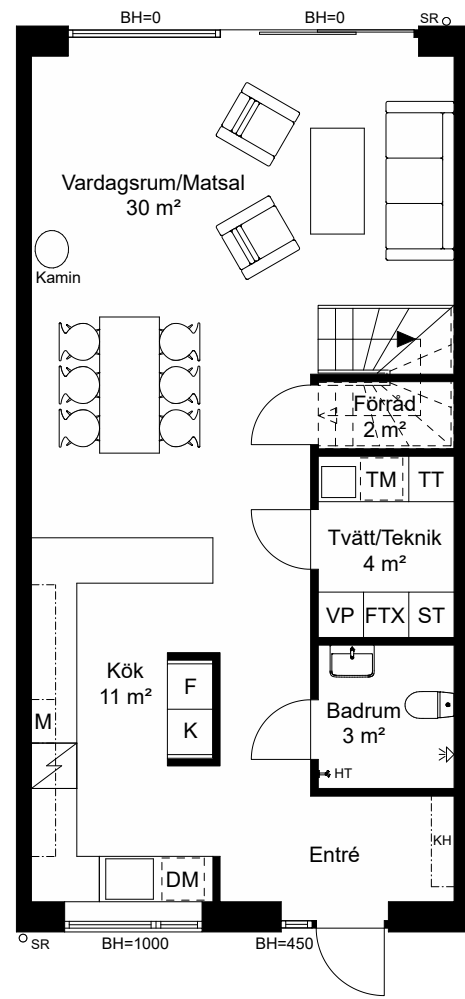 BH=0
BH=0
SR
Vardagsrum/Matsal
30 m²
Kamin
Förråd
2 m²
TM
TT
Tvätt/Teknik
4 m²
VP
FTX
ST
Kök
11 m²
F
K
M
Badrum
3 m²
HT
Entré
KH
DM
SR
BH=1000
BH=450